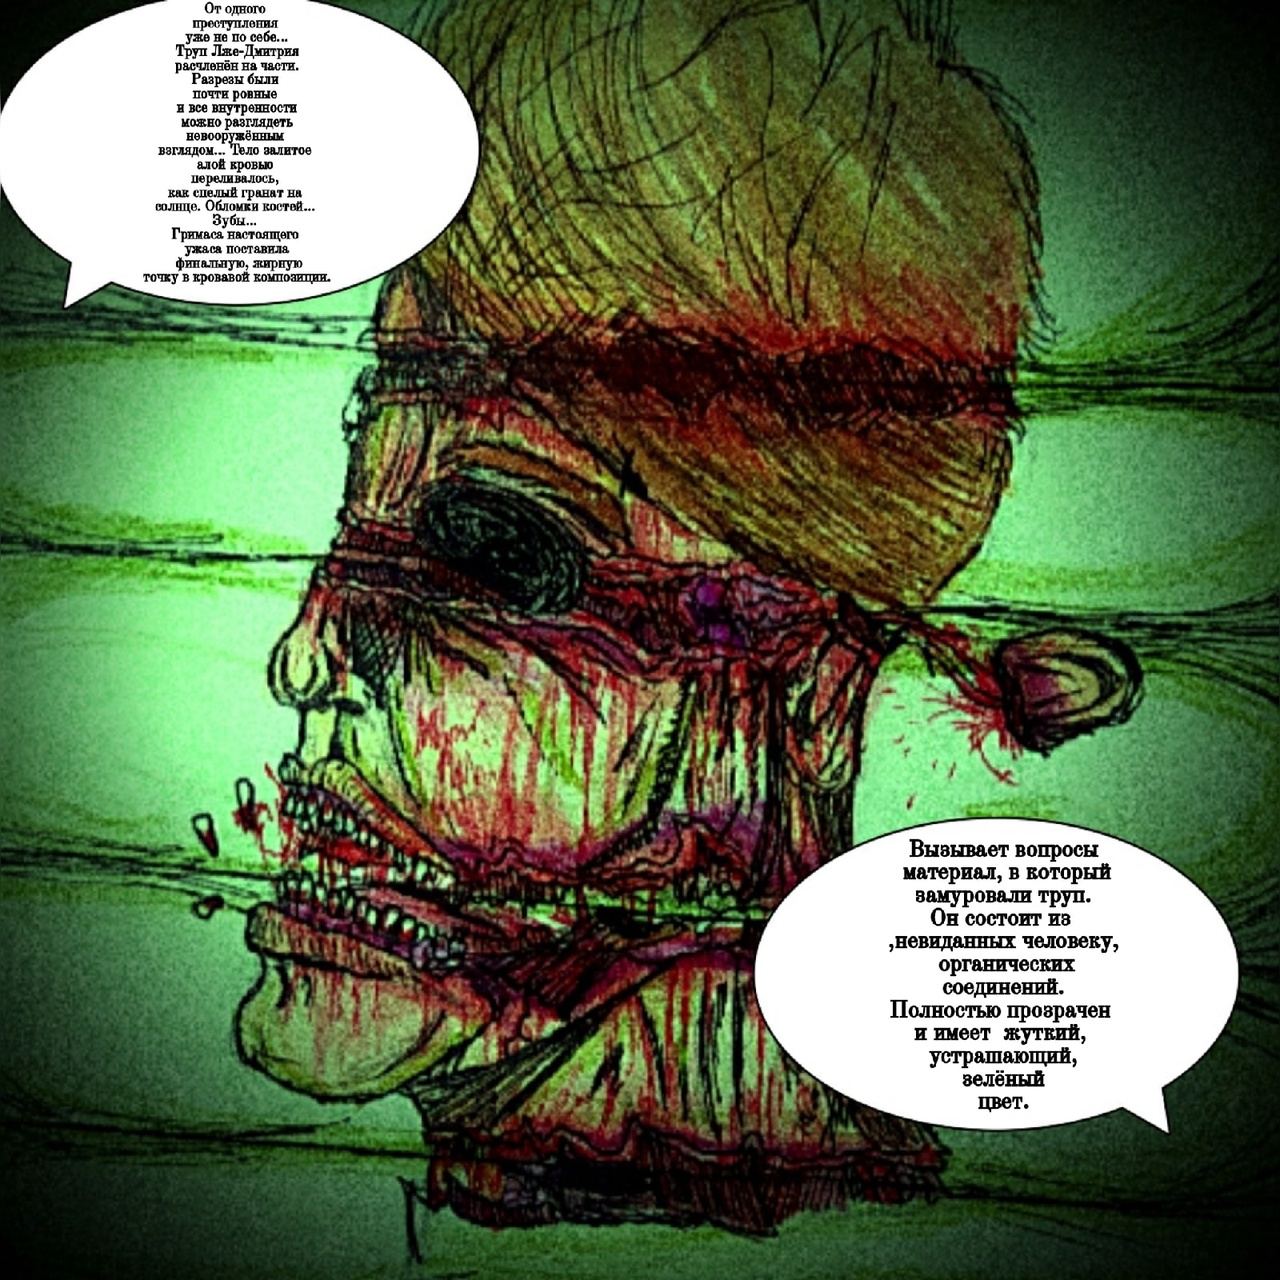 От одного
преступления
уже не по себе...
Труп Лже-Дмитрия
расчленён на части.
Разрезы были
почти ровные
и все внутренности
можно разглядеть
невооружённым
взглядом... Тело залитое
алой кровью
переливалось,
как спелый гранат на
солнце. Обломки костей...
Зубы...
Гримаса настоящего
ужаса поставила
финальную, жирную
точку в кровавой композиции.
Вызывает вопросы
материал, в который
замуровали труп.
Он состоит из
,невиданных человеку,
органических
соединений.
Полностью прозрачен
и имеет жуткий,
устрашающий,
зелёный
цвет.